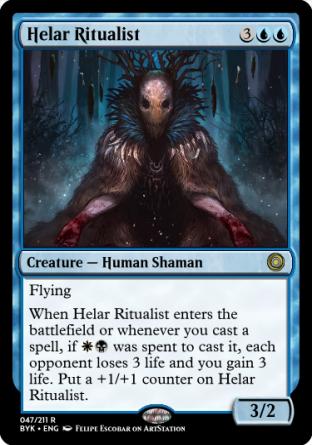 Helar Ritualist 3
Creature — Human Shaman
Flying
When Helar Ritualist enters the
battlefield or whenever you cast a
spell, if was spent to cast it, each
opponent loses 3 life and you gain 3
life. Put a +1/+1 counter on Helar
Ritualist.
3/2
047/211 R
BYK • ENG Felipe Escobar on ArtStation